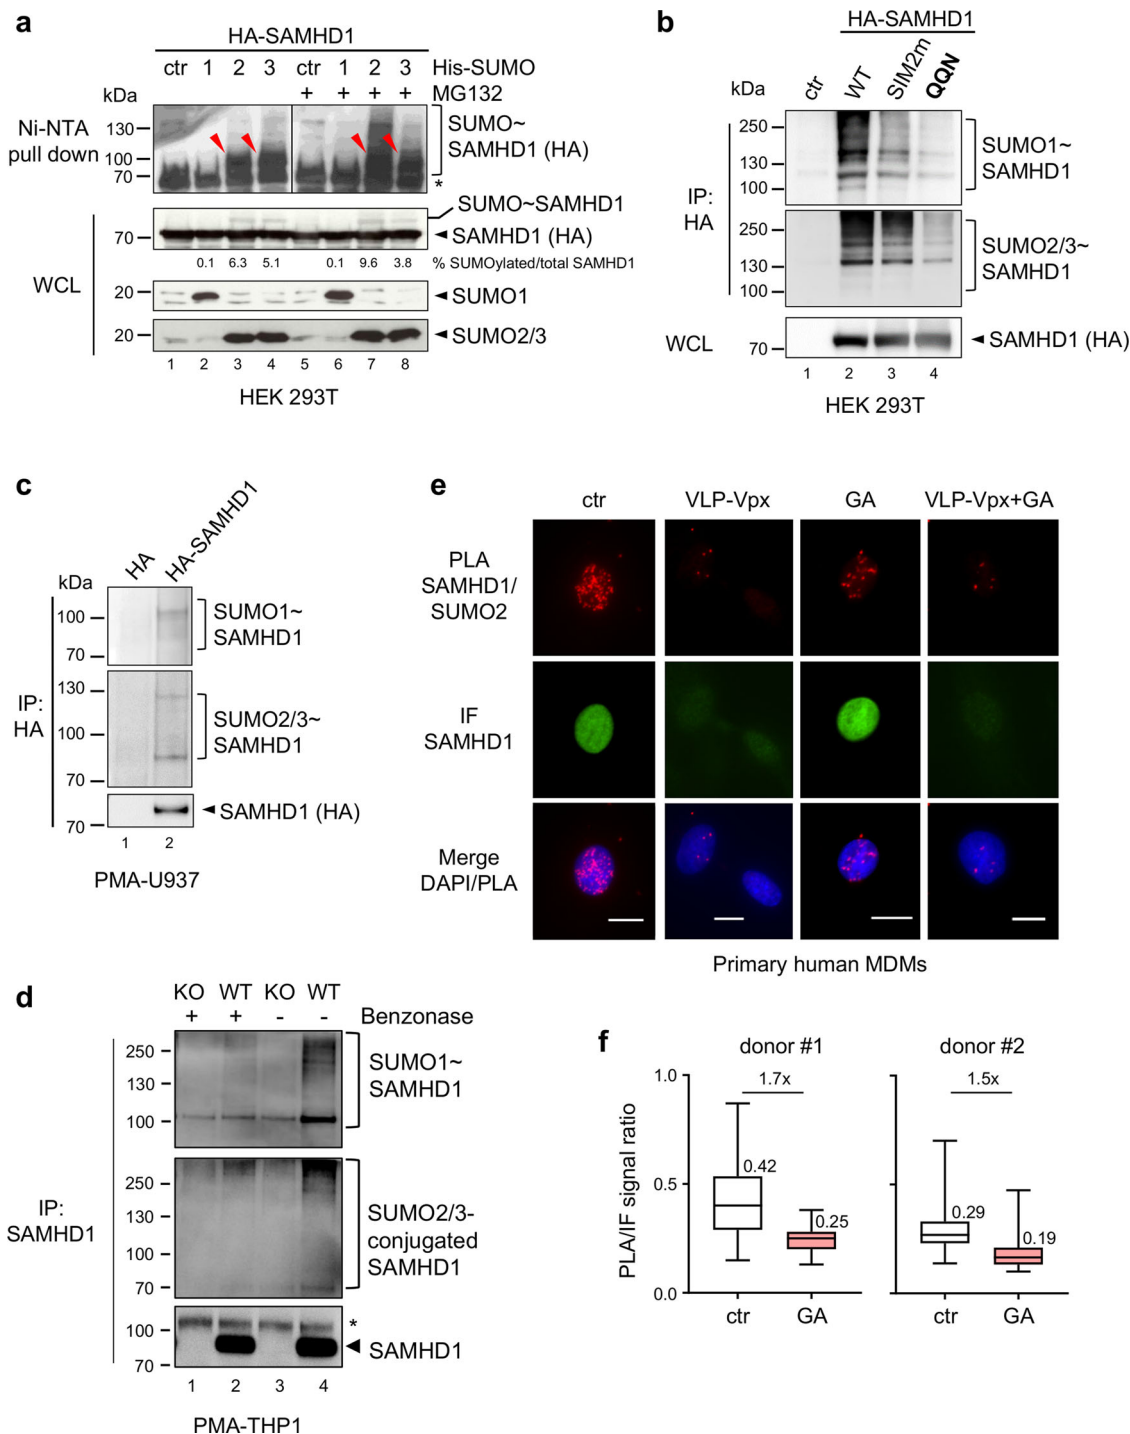 a
HA-SAMHD1
ctr 1 2 3 ctr 1 2 3 His-SUMO
+ + + + MG132
kDa
Ni-NTA
pull down
130
100
70
SUMO~
SAMHD1 (HA)
*
SUMO~SAMHD1
70
SAMHD1 (HA)
0.1 6.3 5.1 0.1 9.6 3.8 % SUMOylated/total SAMHD1
WCL
20
SUMO1
20
SUMO2/3
1 2 3 4 5 6 7 8
HEK 293T
b
HA-SAMHD1
kDa
ctr WT SIM2m QQN
IP:
HA
250
130
100
SUMO1~
SAMHD1
250
130
100
SUMO2/3~
SAMHD1
WCL
70
SAMHD1 (HA)
1 2 3 4
HEK 293T
c
HA HA-SAMHD1
kDa
IP:
HA
100
70
SUMO1~
SAMHD1
130
100
70
SUMO2/3~
SAMHD1
70
SAMHD1 (HA)
1 2
PMA-U937
e
ctr VLP-Vpx GA VLP-Vpx+GA
PLA
SAMHD1/
SUMO2
IF
SAMHD1
Merge
DAPI/PLA
Primary human MDMs
d
KO WT KO WT
+ + - - Benzonase
IP:
SAMHD1
250
130
100
SUMO1~
SAMHD1
250
130
100
70
SUMO2/3-
conjugated
SAMHD1
100
70
*
SAMHD1
1 2 3 4
PMA-THP1
f
donor #1 donor #2
1.7x 1.5x
PLA/IF signal ratio
1.0
0.5
0.0
0.42
0.25
0.29
0.19
ctr GA ctr GA